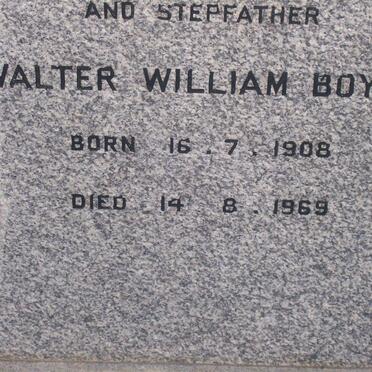 AND STEPFATHER
WALTER WILLIAM BOY
BORN 16 . 7 . 1908
DIED 14 8 . 1969